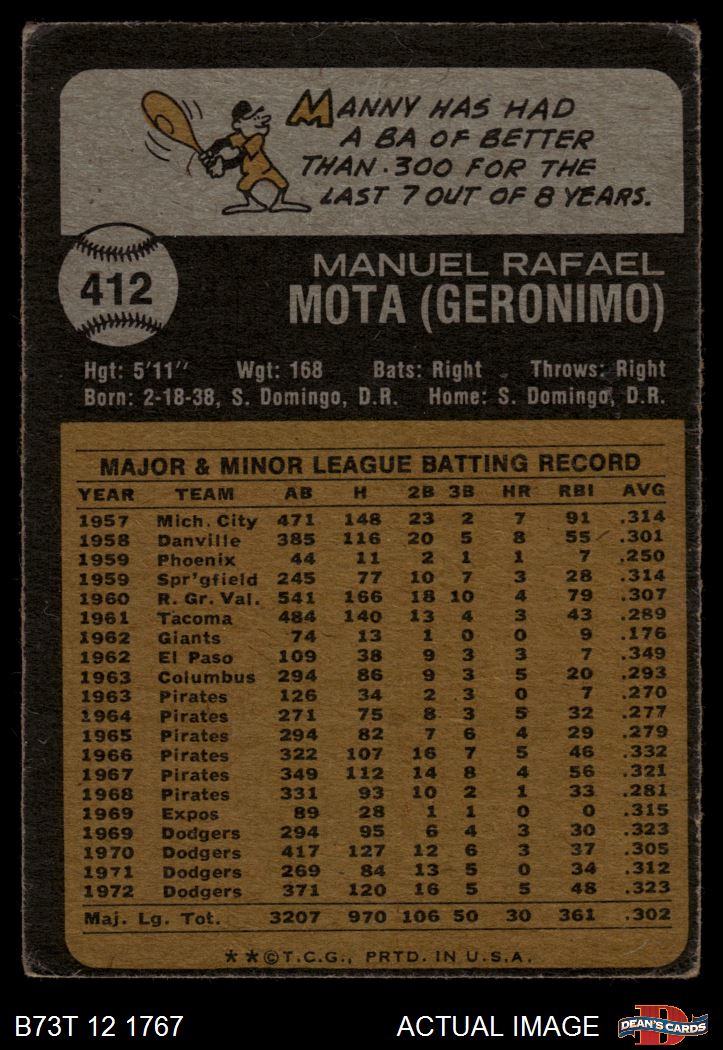 MANNY HAS HAD
A BA OF BETTER
THAN .300 FOR THE
LAST 7 OUT OF 8 YEARS.
412
MANUEL RAFAEL
MOTA (GERONIMO)
Hgt: 5'11" Wgt: 168 Bats: Right Throws: Right
Born: 2-18-38, S. Domingo, D.R. Home: S. Domingo, D.R.
MAJOR & MINOR LEAGUE BATTING RECORD
YEAR TEAM AB H 2B 3B HR RBI AVG
1957 Mich. City 471 148 23 2 7 91 .314
1958 Danville 385 116 20 5 8 55 .301
1959 Phoenix 44 11 2 1 1 7 .250
1959 Spr'gfield 245 77 10 7 3 28 .314
1960 R. Gr. Val. 541 166 18 10 4 79 .307
1961 Tacoma 484 140 13 4 3 43 .289
1962 Giants 74 13 1 0 0 9 .176
1962 El Paso 109 38 9 3 3 7 .349
1963 Columbus 294 86 9 3 5 20 .293
1963 Pirates 126 34 2 3 0 7 .270
1964 Pirates 271 75 8 3 5 32 .277
1965 Pirates 294 82 7 6 4 29 .279
1966 Pirates 322 107 16 7 5 46 .332
1967 Pirates 349 112 14 8 4 56 .321
1968 Pirates 331 93 10 2 1 33 .281
1969 Expos 89 28 1 1 0 0 .315
1969 Dodgers 294 95 6 4 3 30 .323
1970 Dodgers 417 127 12 6 3 37 .305
1971 Dodgers 269 84 13 5 0 34 .312
1972 Dodgers 371 120 16 5 5 48 .323
Maj. Lg. Tot. 3207 970 106 50 30 361 .302
**©T.C.G., PRTD. IN U.S.A.
B73T 12 1767 ACTUAL IMAGE DEAN'S CARDS